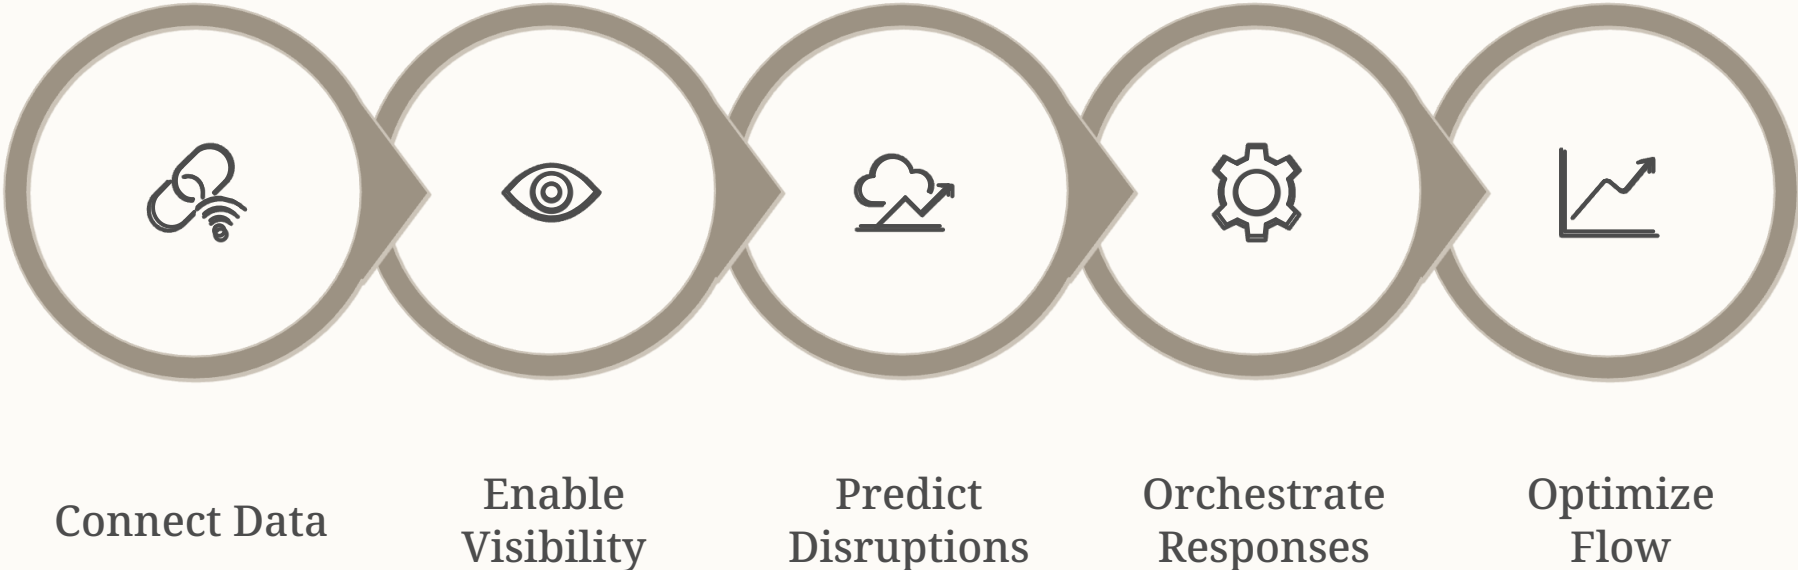 Connect Data
Enable
Visibility
Predict
Disruptions
Orchestrate
Responses
Optimize
Flow